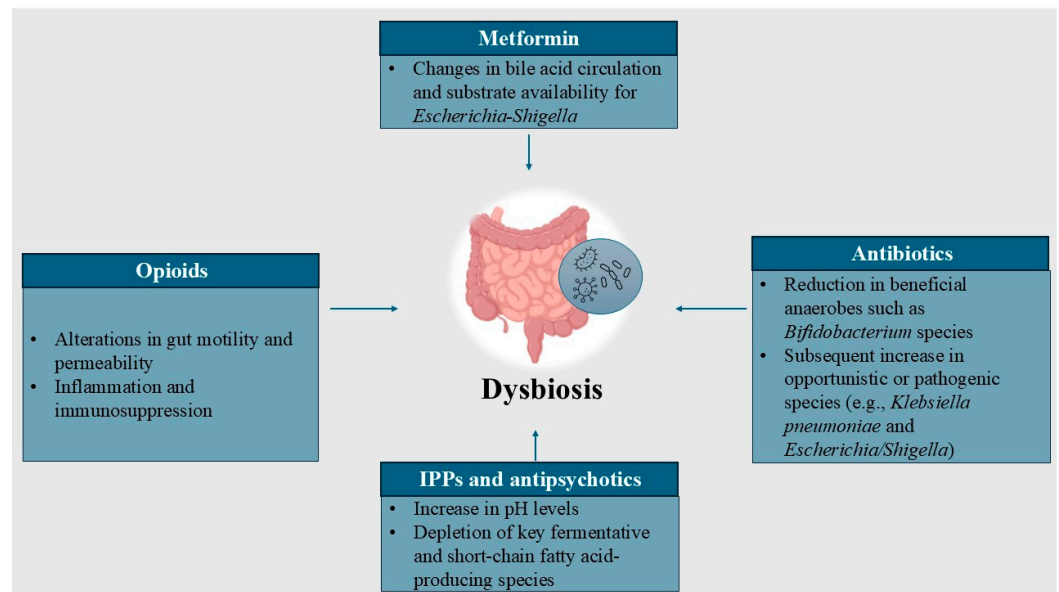 Metformin
• Changes in bile acid circulation
and substrate availability for
Escherichia-Shigella
Opioids
• Alterations in gut motility and
permeability
• Inflammation and
immunosuppression
Antibiotics
• Reduction in beneficial
anaerobes such as
Bifidobacterium species
• Subsequent increase in
opportunistic or pathogenic
species (e.g., Klebsiella
pneumoniae and
Escherichia/Shigella)
Dysbiosis
IPPs and antipsychotics
• Increase in pH levels
• Depletion of key fermentative
and short-chain fatty acid-
producing species